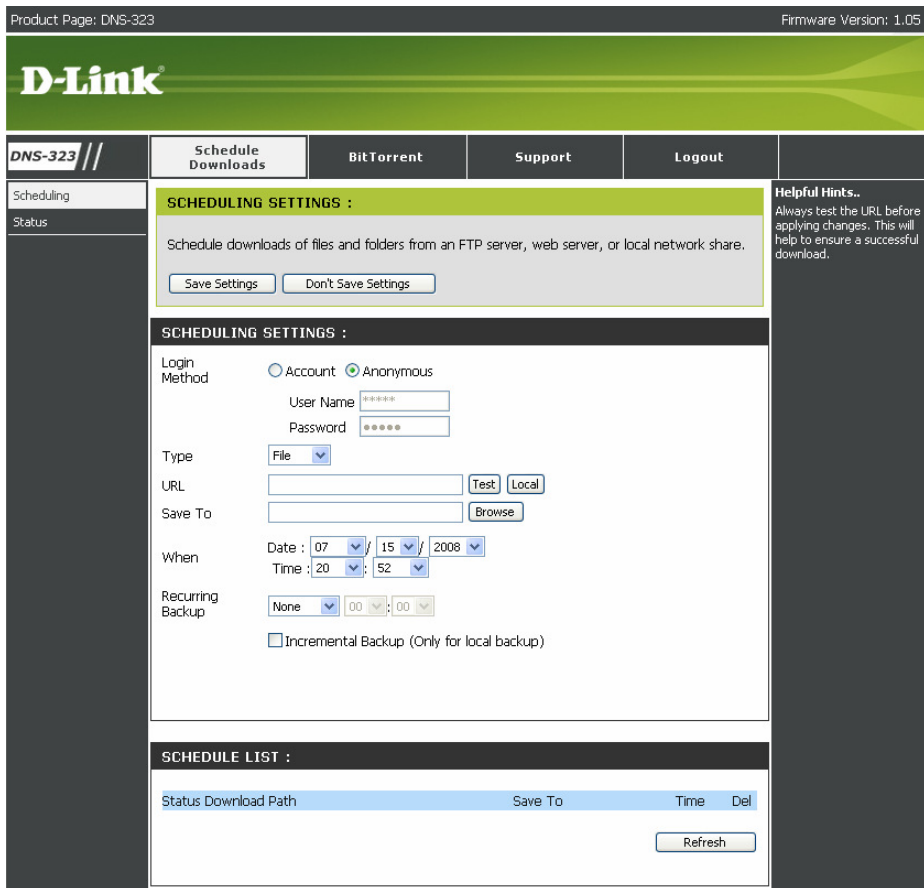 Product Page: DNS-323 Firmware Version: 1.05
D-Link®
DNS-323 Schedule Downloads BitTorrent Support Logout
Scheduling
Status
SCHEDULING SETTINGS :
Schedule downloads of files and folders from an FTP server, web server, or local network share.
Save Settings Don't Save Settings
Helpful Hints..
Always test the URL before
applying changes. This will
help to ensure a successful
download.
SCHEDULING SETTINGS :
Login
Method
Account Anonymous
User Name *****
Password •••••
Type File
URL Test Local
Save To Browse
When
Date : 07 / 15 / 2008
Time : 20 : 52
Recurring
Backup
None 00 : 00
Incremental Backup (Only for local backup)
SCHEDULE LIST :
Status Download Path Save To Time Del
Refresh